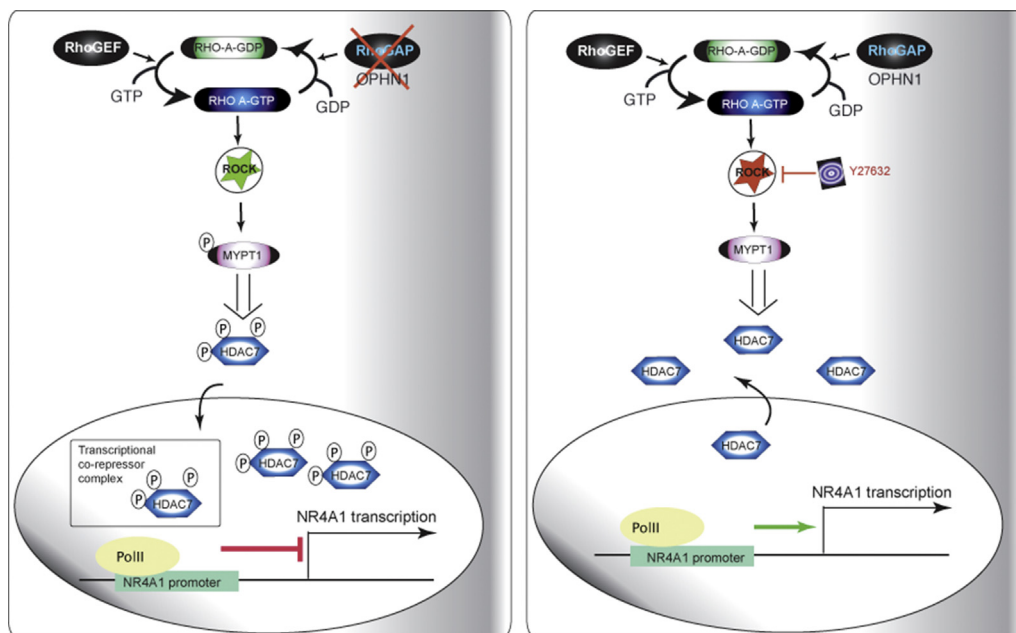 RhoGEF
RHO-A-GDP
RhoGAP
OPHN1
GTP
RHO A-GTP
GDP
ROCK
P
MYPT1
P
P
P
HDAC7
Transcriptional
co-repressor
complex
P
P
P
HDAC7
P
P
P
HDAC7
P
P
P
HDAC7
NR4A1 transcription
PolII
NR4A1 promoter
RhoGEF
RHO-A-GDP
RhoGAP
OPHN1
GTP
RHO A-GTP
GDP
ROCK
Y27632
MYPT1
HDAC7
HDAC7
HDAC7
HDAC7
NR4A1 transcription
PolII
NR4A1 promoter